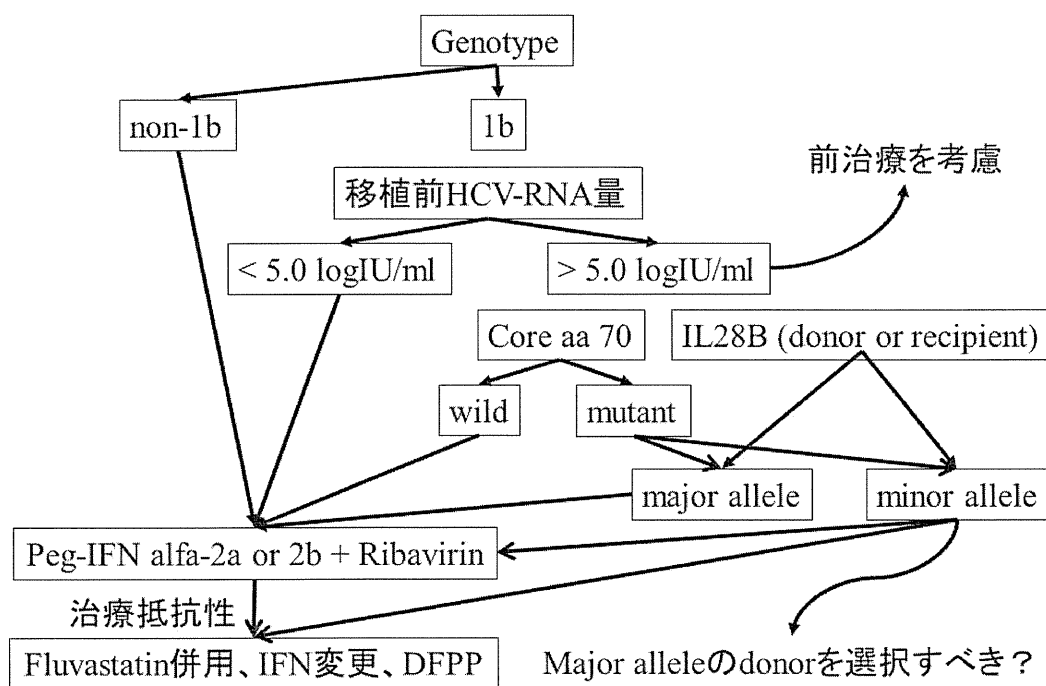 Genotype
non-1b
1b
前治療を考慮
移植前HCV-RNA量
< 5.0 logIU/ml
> 5.0 logIU/ml
Core aa 70
IL28B (donor or recipient)
wild
mutant
major allele
minor allele
Peg-IFN alfa-2a or 2b + Ribavirin
治療抵抗性
Fluvastatin併用、IFN変更、DFPP
Major alleleのdonorを選択すべき?